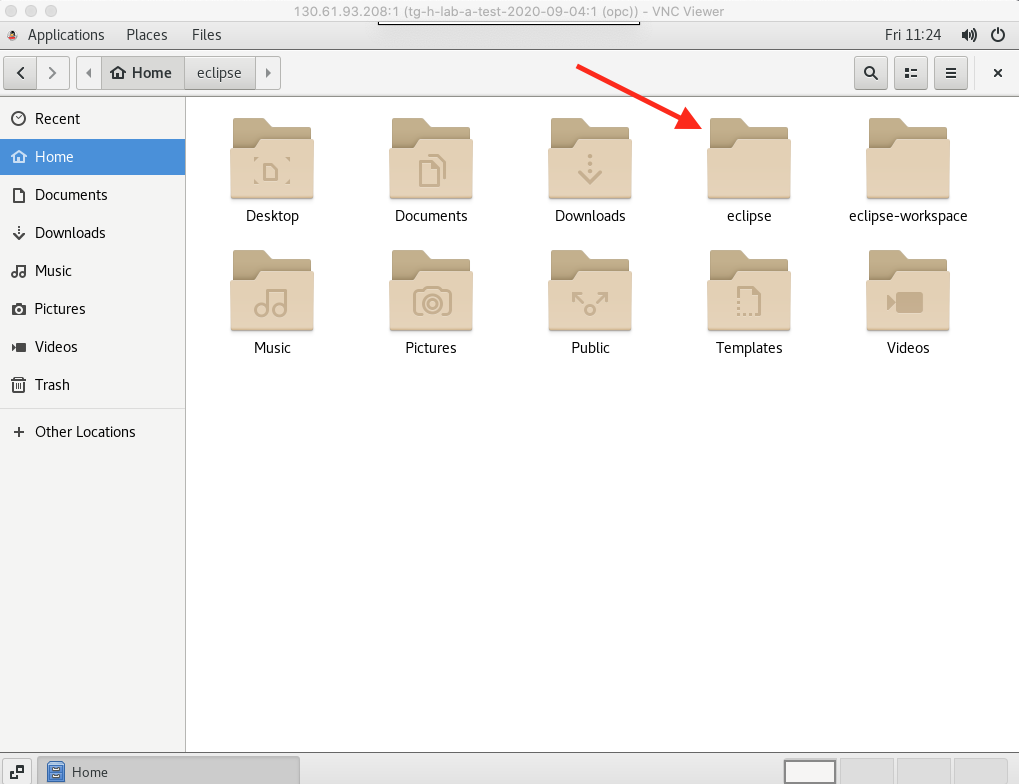 130.61.93.208:1 (tg-h-lab-a-test-2020-09-04:1 (opc)) - VNC Viewer
Applications Places Files Fri 11:24
Home eclipse
Recent
Home
Documents
Downloads
Music
Pictures
Videos
Trash
Other Locations
Desktop Documents Downloads eclipse eclipse-workspace
Music Pictures Public Templates Videos
Home